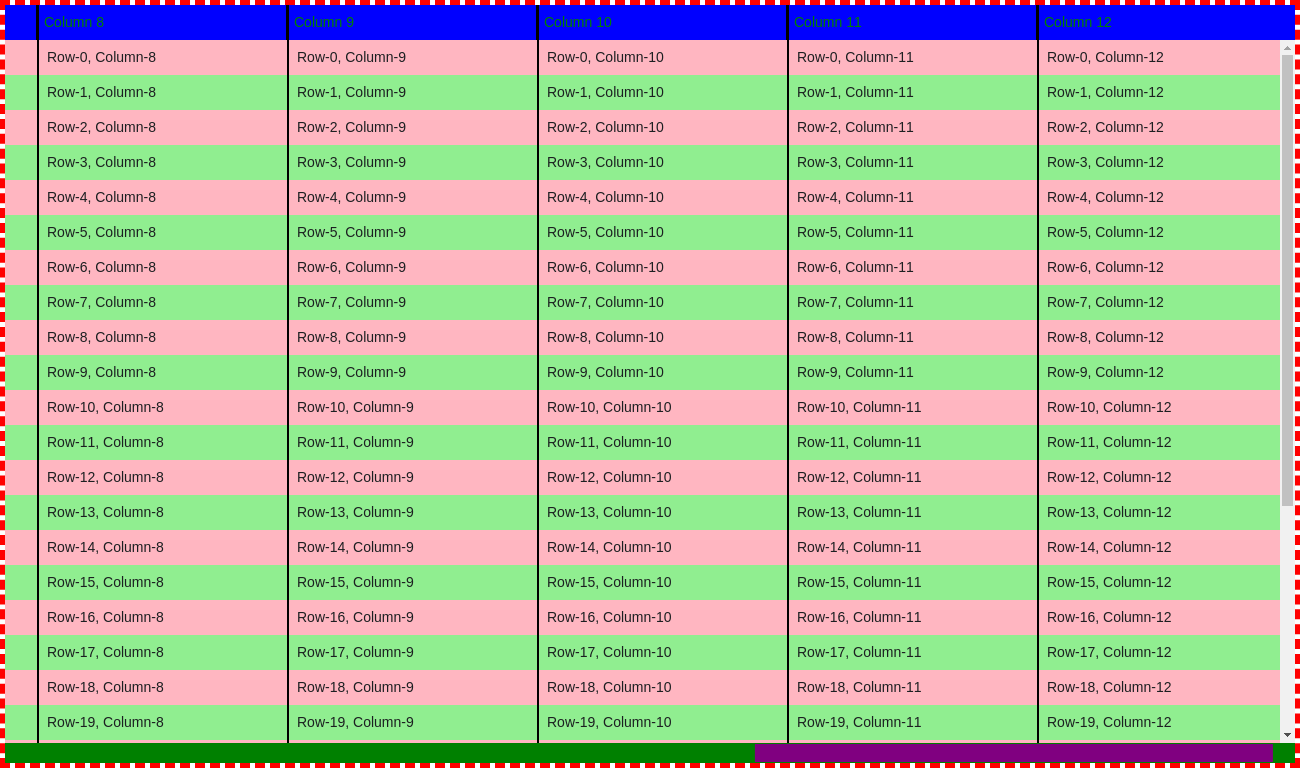 Column 8 Column 9 Column 10 Column 11 Column 12
Row-0, Column-8 Row-0, Column-9 Row-0, Column-10 Row-0, Column-11 Row-0, Column-12
Row-1, Column-8 Row-1, Column-9 Row-1, Column-10 Row-1, Column-11 Row-1, Column-12
Row-2, Column-8 Row-2, Column-9 Row-2, Column-10 Row-2, Column-11 Row-2, Column-12
Row-3, Column-8 Row-3, Column-9 Row-3, Column-10 Row-3, Column-11 Row-3, Column-12
Row-4, Column-8 Row-4, Column-9 Row-4, Column-10 Row-4, Column-11 Row-4, Column-12
Row-5, Column-8 Row-5, Column-9 Row-5, Column-10 Row-5, Column-11 Row-5, Column-12
Row-6, Column-8 Row-6, Column-9 Row-6, Column-10 Row-6, Column-11 Row-6, Column-12
Row-7, Column-8 Row-7, Column-9 Row-7, Column-10 Row-7, Column-11 Row-7, Column-12
Row-8, Column-8 Row-8, Column-9 Row-8, Column-10 Row-8, Column-11 Row-8, Column-12
Row-9, Column-8 Row-9, Column-9 Row-9, Column-10 Row-9, Column-11 Row-9, Column-12
Row-10, Column-8 Row-10, Column-9 Row-10, Column-10 Row-10, Column-11 Row-10, Column-12
Row-11, Column-8 Row-11, Column-9 Row-11, Column-10 Row-11, Column-11 Row-11, Column-12
Row-12, Column-8 Row-12, Column-9 Row-12, Column-10 Row-12, Column-11 Row-12, Column-12
Row-13, Column-8 Row-13, Column-9 Row-13, Column-10 Row-13, Column-11 Row-13, Column-12
Row-14, Column-8 Row-14, Column-9 Row-14, Column-10 Row-14, Column-11 Row-14, Column-12
Row-15, Column-8 Row-15, Column-9 Row-15, Column-10 Row-15, Column-11 Row-15, Column-12
Row-16, Column-8 Row-16, Column-9 Row-16, Column-10 Row-16, Column-11 Row-16, Column-12
Row-17, Column-8 Row-17, Column-9 Row-17, Column-10 Row-17, Column-11 Row-17, Column-12
Row-18, Column-8 Row-18, Column-9 Row-18, Column-10 Row-18, Column-11 Row-18, Column-12
Row-19, Column-8 Row-19, Column-9 Row-19, Column-10 Row-19, Column-11 Row-19, Column-12